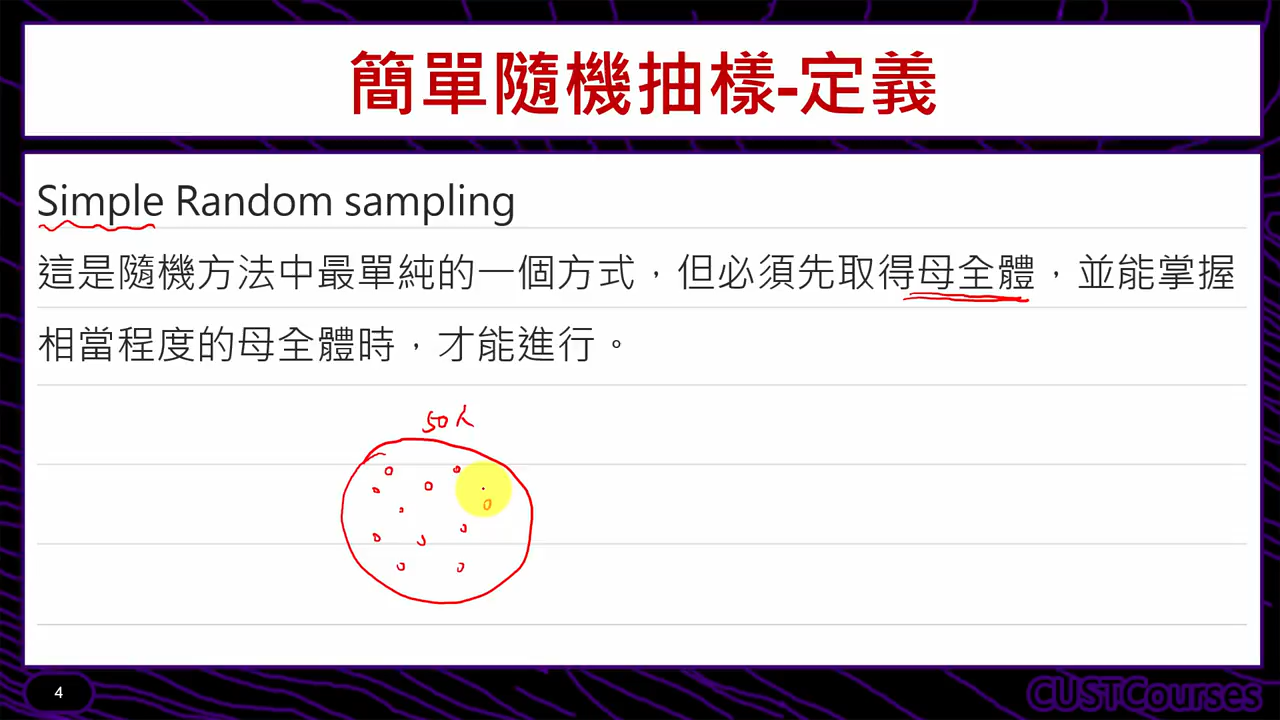 簡單隨機抽樣-定義
Simple Random sampling
這是隨機方法中最單純的一個方式，但必須先取得母全體，並能掌握
相當程度的母全體時，才能進行。
50人
4
CUSTCourses